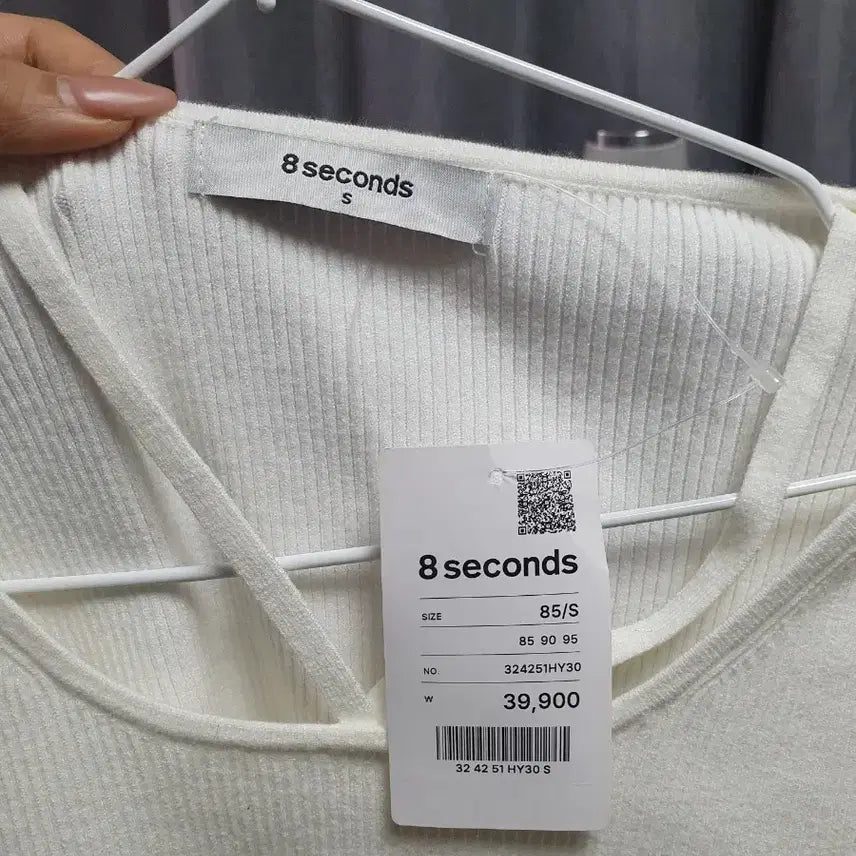 8 seconds
S
8 seconds
SIZE 85/S
85 90 95
NO. 324251HY30
W 39,900
32 42 51 HY30 S